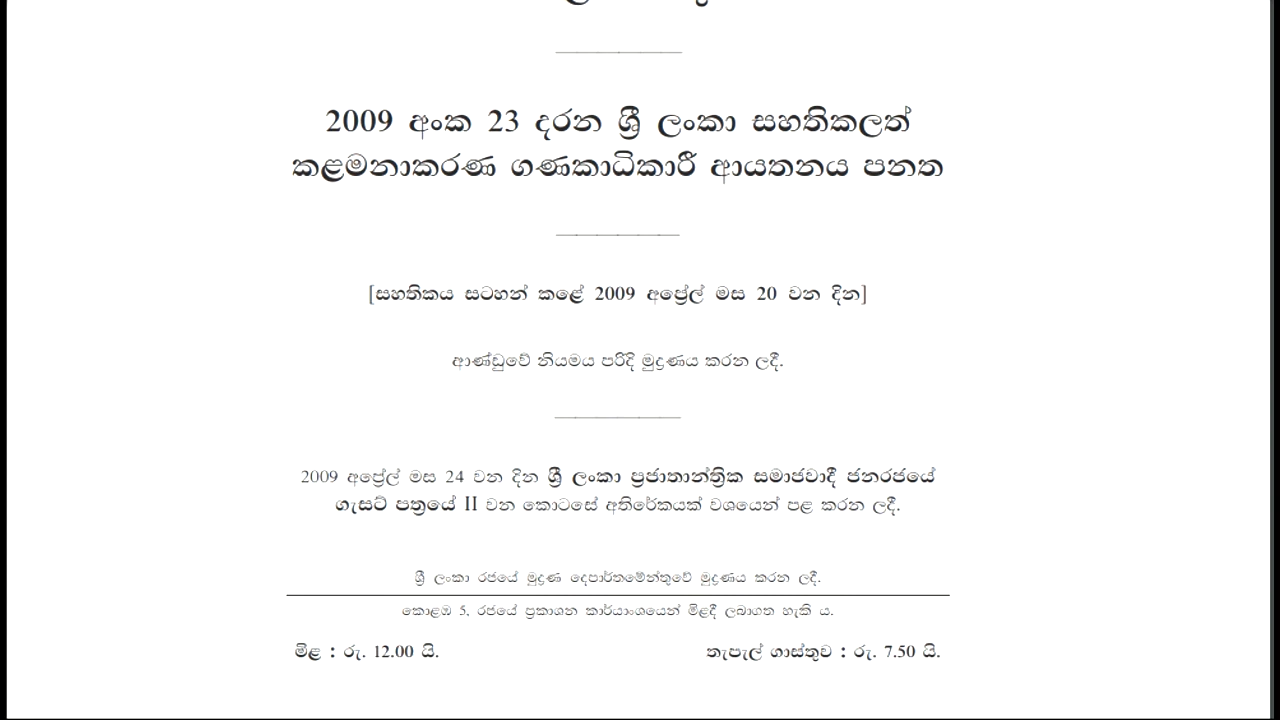 2009 අංක 23 දරන ශ්‍රී ලංකා සහතිකලත්
කළමනාකරණ ගණකාධිකාරී ආයතනය පනත
[සහතිකය සටහන් කළේ 2009 අප්‍රේල් මස 20 වන දින]
ආණ්ඩුවේ නියමය පරිදි මුද්‍රණය කරන ලදී.
2009 අප්‍රේල් මස 24 වන දින ශ්‍රී ලංකා ප්‍රජාතාන්ත්‍රික සමාජවාදී ජනරජයේ
ගැසට් පත්‍රයේ II වන කොටසේ අතිරේකයක් වශයෙන් පළ කරන ලදී.
ශ්‍රී ලංකා රජයේ මුද්‍රණ දෙපාර්තමේන්තුවේ මුද්‍රණය කරන ලදී.
කොළඹ 5, රජයේ ප්‍රකාශන කාර්යාංශයෙන් මිළදී ලබාගත හැකි ය.
මිළ : රු. 12.00 යි. තැපැල් ගාස්තුව : රු. 7.50 යි.